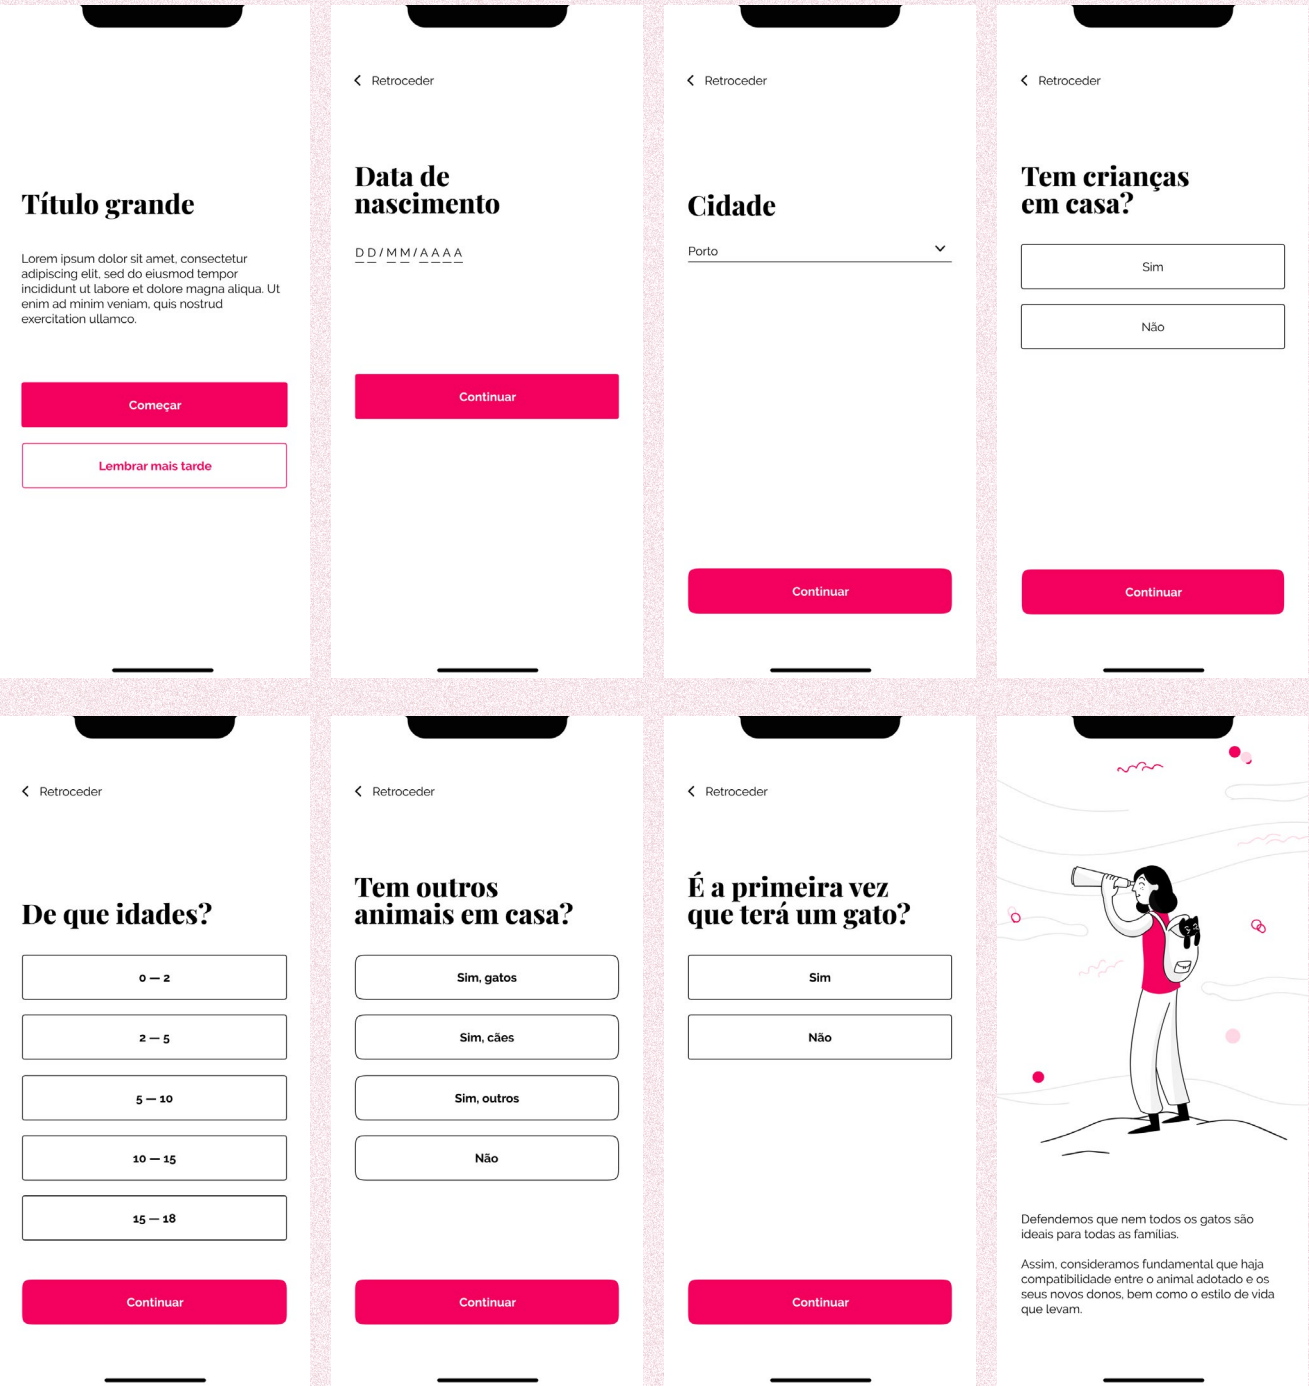 Título grande
Lorem ipsum dolor sit amet, consectetur
adipiscing elit, sed do eiusmod tempor
incididunt ut labore et dolore magna aliqua. Ut
enim ad minim veniam, quis nostrud
exercitation ullamco.
Começar
Lembrar mais tarde
Retroceder
Data de
nascimento
DD/MM/AAAA
Continuar
Retroceder
Cidade
Porto
Continuar
Retroceder
Tem crianças
em casa?
Sim
Não
Continuar
Retroceder
De que idades?
0 — 2
2 — 5
5 — 10
10 — 15
15 — 18
Continuar
Retroceder
Tem outros
animais em casa?
Sim, gatos
Sim, cães
Sim, outros
Não
Continuar
Retroceder
É a primeira vez
que terá um gato?
Sim
Não
Continuar
Defendemos que nem todos os gatos são
ideais para todas as famílias.
Assim, consideramos fundamental que haja
compatibilidade entre o animal adotado e os
seus novos donos, bem como o estilo de vida
que levam.